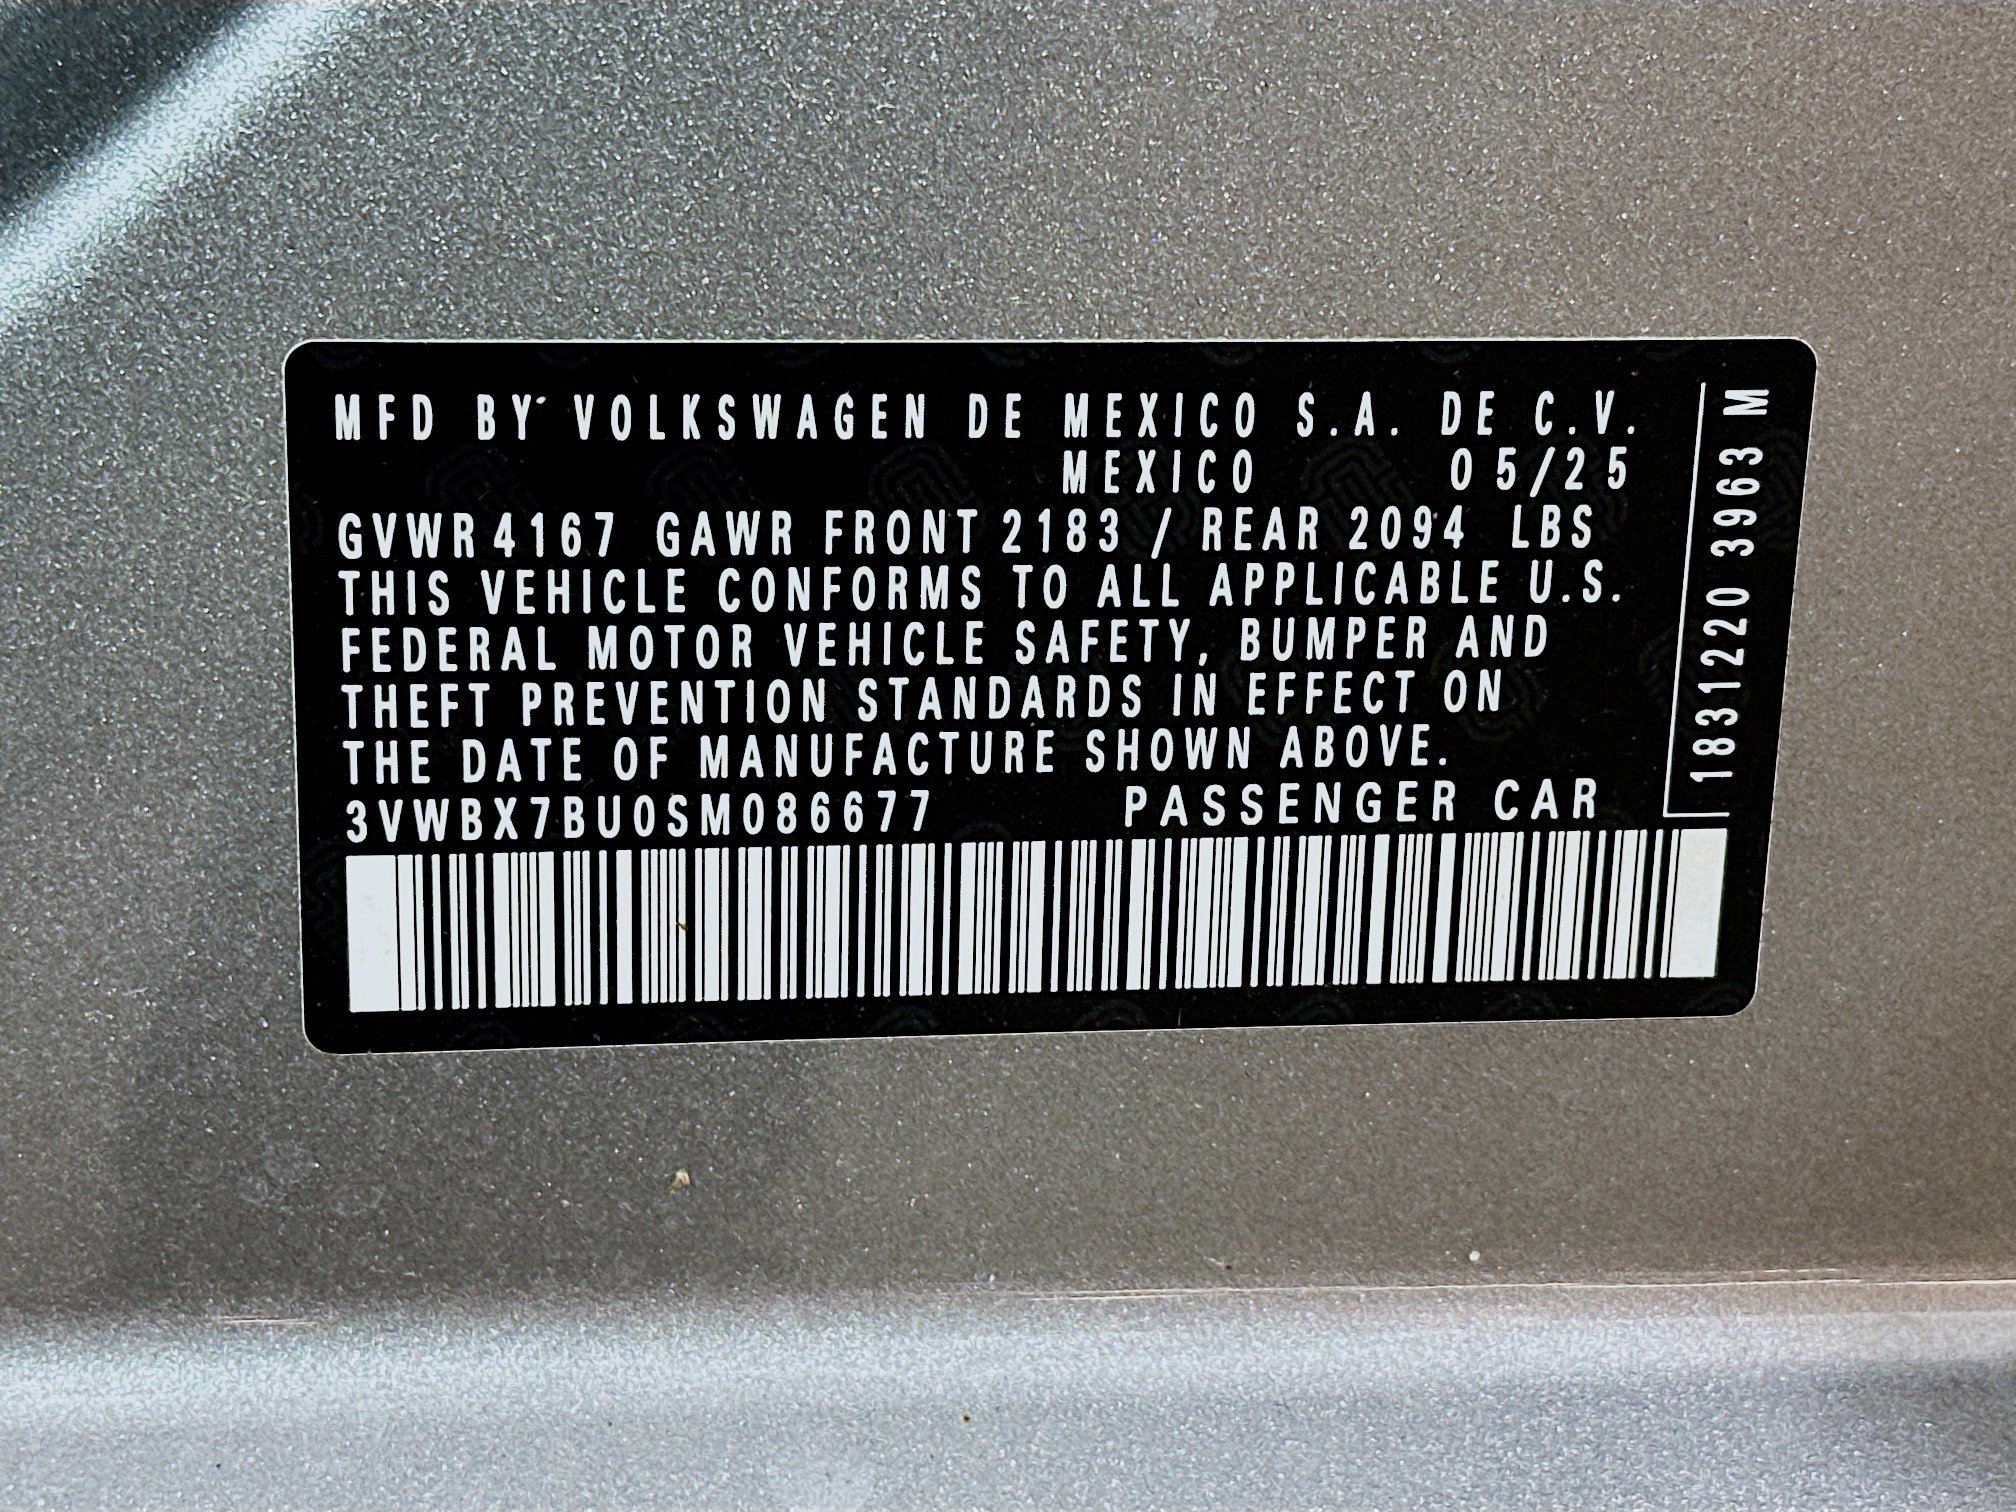 MFD BY VOLKSWAGEN DE MEXICO S.A. DE C.V.
MEXICO 05/25
GVWR 4167 GAWR FRONT 2183 / REAR 2094 LBS
THIS VEHICLE CONFORMS TO ALL APPLICABLE U.S.
FEDERAL MOTOR VEHICLE SAFETY, BUMPER AND
THEFT PREVENTION STANDARDS IN EFFECT ON
THE DATE OF MANUFACTURE SHOWN ABOVE.
3VWBX7BU0SM086677 PASSENGER CAR
1831220 3963 M